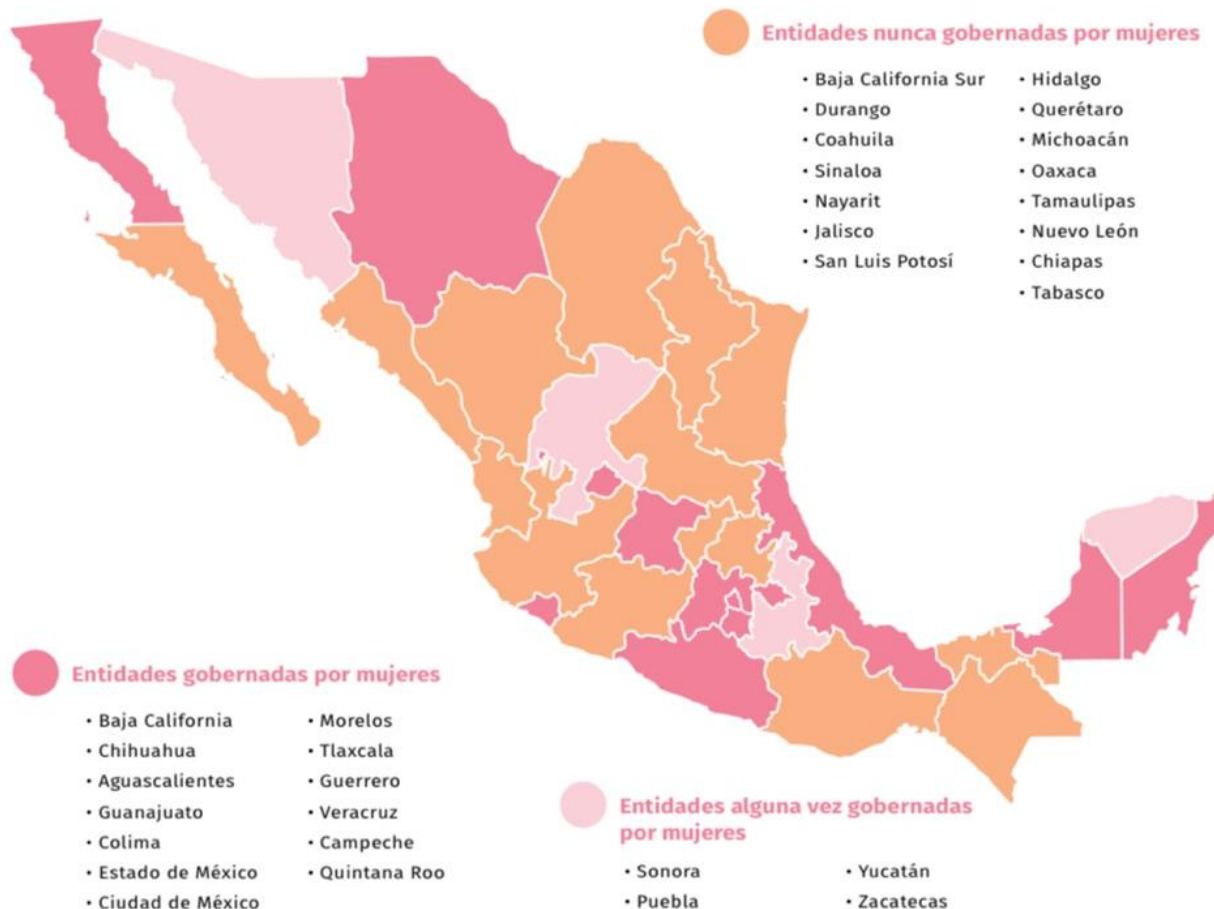 Entidades nunca gobernadas por mujeres
• Baja California Sur
• Durango
• Coahuila
• Sinaloa
• Nayarit
• Jalisco
• San Luis Potosí
• Hidalgo
• Querétaro
• Michoacán
• Oaxaca
• Tamaulipas
• Nuevo León
• Chiapas
• Tabasco
Entidades gobernadas por mujeres
• Baja California
• Chihuahua
• Aguascalientes
• Guanajuato
• Colima
• Estado de México
• Ciudad de México
• Morelos
• Tlaxcala
• Guerrero
• Veracruz
• Campeche
• Quintana Roo
Entidades alguna vez gobernadas
por mujeres
• Sonora
• Puebla
• Yucatán
• Zacatecas